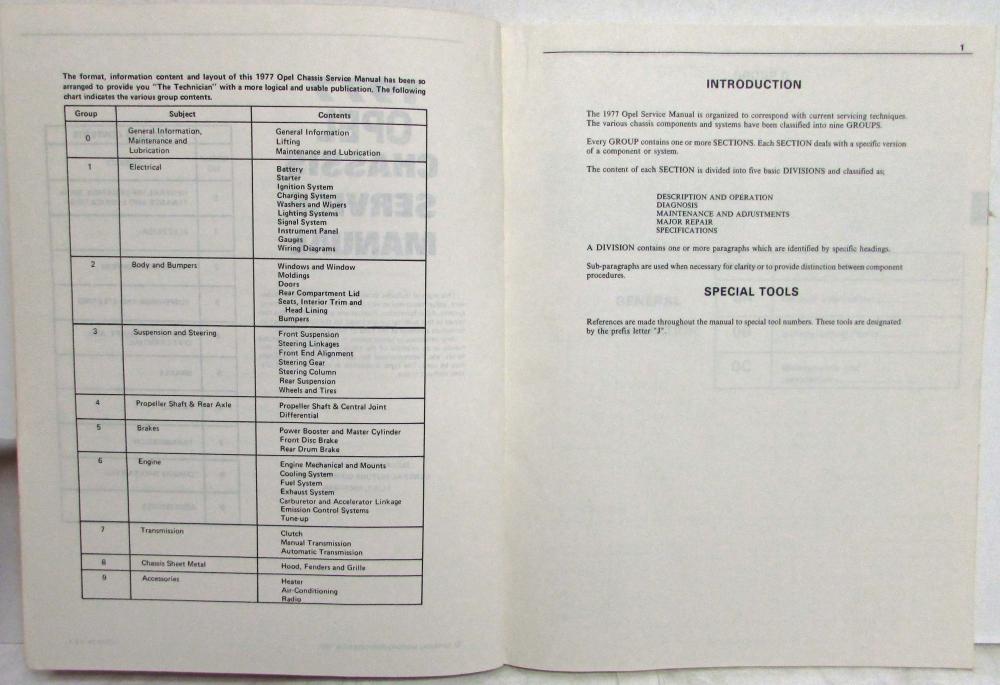 The format, information content and layout of this 1977 Opel Chassis Service Manual has been so
arranged to provide you "The Technician" with a more logical and usable publication. The following
chart indicates the various group contents.
Group Subject Contents
0 General Information, Maintenance and Lubrication
General Information
Lifting
Maintenance and Lubrication
1 Electrical
Battery
Starter
Ignition System
Charging System
Washers and Wipers
Lighting Systems
Signal System
Instrument Panel
Gauges
Wiring Diagrams
2 Body and Bumpers
Windows and Window
Moldings
Doors
Rear Compartment Lid
Seats, Interior Trim and
Head Lining
Bumpers
3 Suspension and Steering
Front Suspension
Steering Linkages
Front End Alignment
Steering Gear
Steering Column
Rear Suspension
Wheels and Tires
4 Propeller Shaft & Rear Axle
Propeller Shaft & Central Joint
Differential
5 Brakes
Power Booster and Master Cylinder
Front Disc Brake
Rear Drum Brake
6 Engine
Engine Mechanical and Mounts
Cooling System
Fuel System
Exhaust System
Carburetor and Accelerator Linkage
Emission Control Systems
Tune-up
7 Transmission
Clutch
Manual Transmission
Automatic Transmission
8 Chassis Sheet Metal
Hood, Fenders and Grille
9 Accessories
Heater
Air-Conditioning
Radio
1
INTRODUCTION
The 1977 Opel Service Manual is organized to correspond with current servicing techniques.
The various chassis components and systems have been classified into nine GROUPS.
Every GROUP contains one or more SECTIONS. Each SECTION deals with a specific version
of a component or system.
The content of each SECTION is divided into five basic DIVISIONS and classified as;
DESCRIPTION AND OPERATION
DIAGNOSIS
MAINTENANCE AND ADJUSTMENTS
MAJOR REPAIR
SPECIFICATIONS
A DIVISION contains one or more paragraphs which are identified by specific headings.
Sub-paragraphs are used when necessary for clarity or to provide distinction between component
procedures.
SPECIAL TOOLS
References are made throughout the manual to special tool numbers. These tools are designated
by the prefix letter "J".